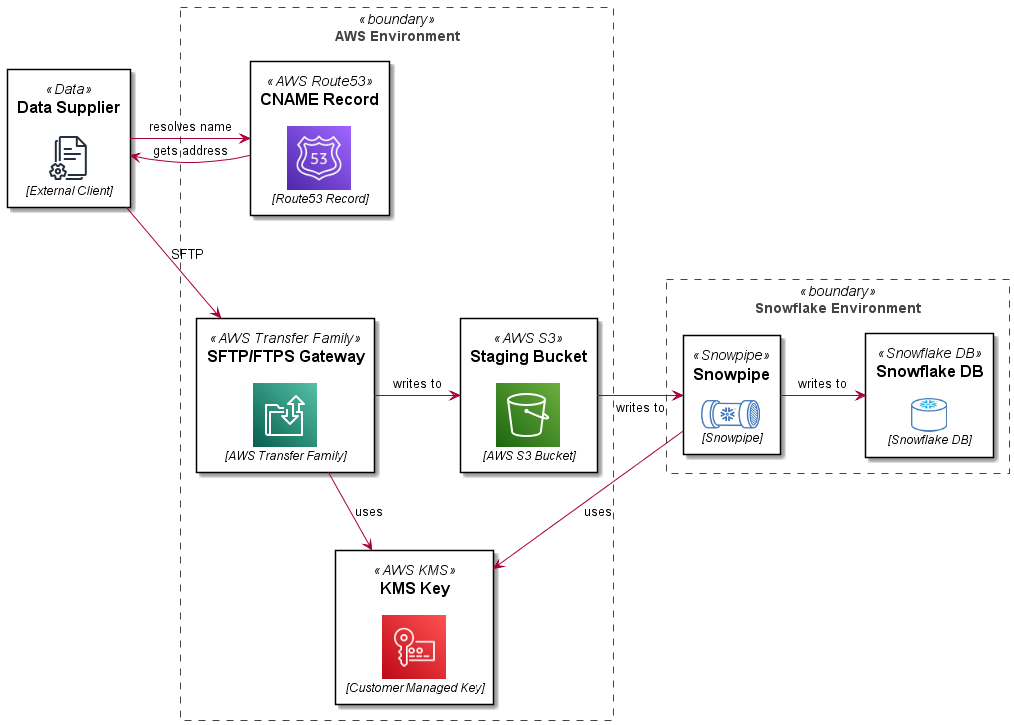 «boundary»
AWS Environment
«Data»
Data Supplier
[External Client]
«AWS Route53»
CNAME Record
53
[Route53 Record]
resolves name
gets address
SFTP
«AWS Transfer Family»
SFTP/FTPS Gateway
[AWS Transfer Family]
writes to
«AWS S3»
Staging Bucket
[AWS S3 Bucket]
writes to
«boundary»
Snowflake Environment
«Snowpipe»
Snowpipe
[Snowpipe]
writes to
«Snowflake DB»
Snowflake DB
[Snowflake DB]
uses
uses
«AWS KMS»
KMS Key
[Customer Managed Key]